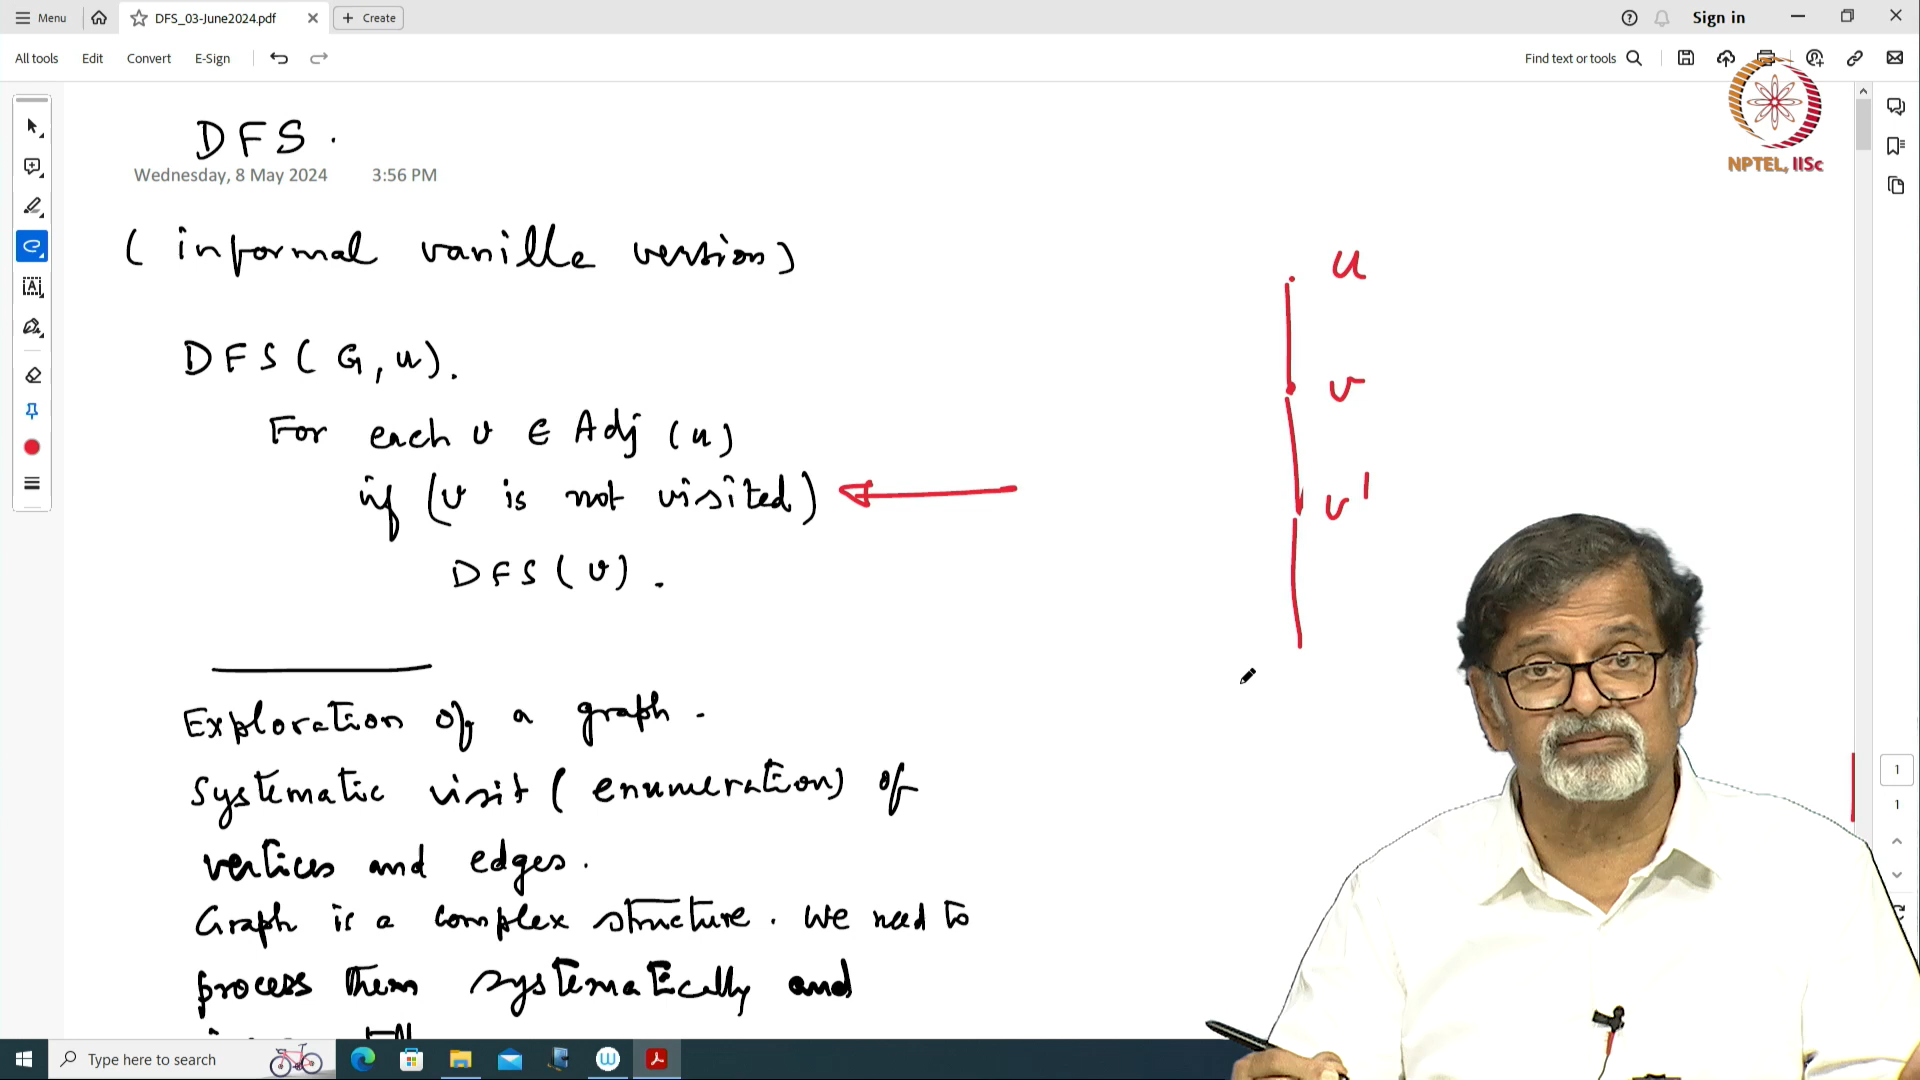 Menu
DFS_03-June2024.pdf
Create
Sign in
All tools
Edit
Convert
E-Sign
Find text or tools
NPTEL, IISc
DFS.
Wednesday, 8 May 2024 3:56 PM
(informal vanille version)
DFS(G,u).
For each v ∈ Adj (u)
if (v is not visited)
DFS(v).
u
v
v'
Exploration of a graph.
Systematic visit (enumeration) of
vertices and edges.
Graph is a complex structure. We need to
process them systematically and
1
1
Type here to search